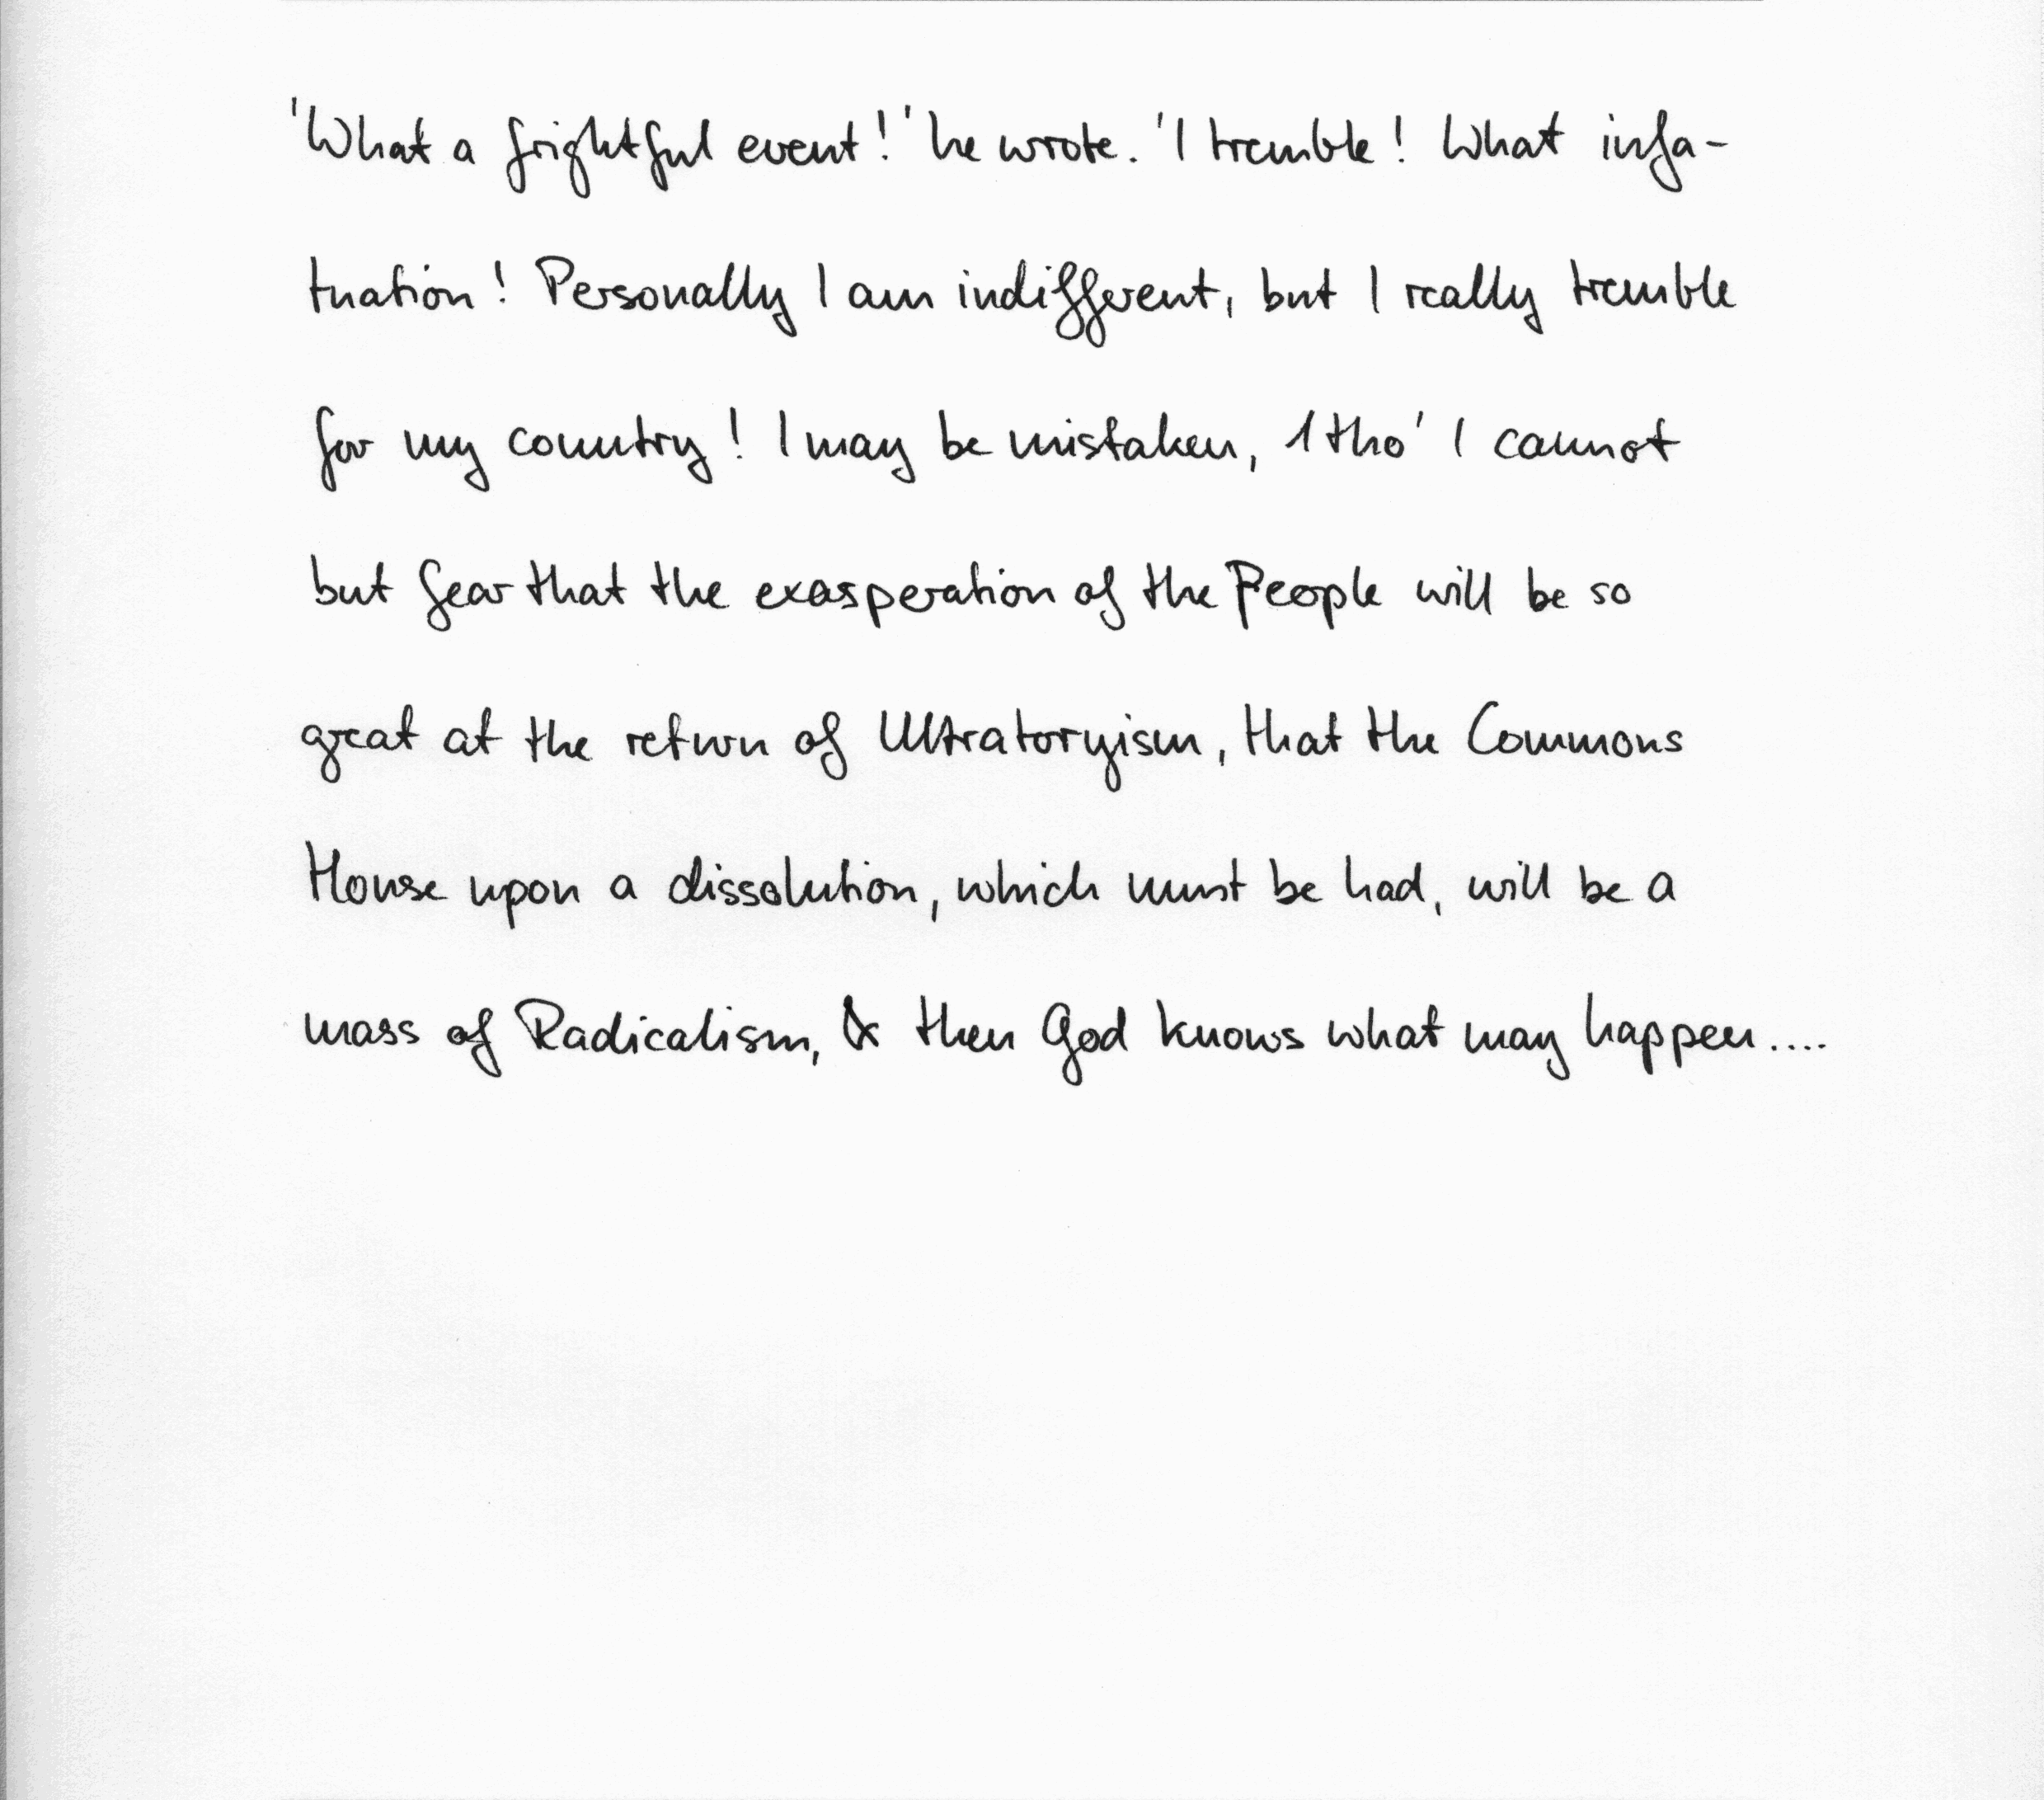 'What a frightful event!' he wrote. 'I tremble! What infa-
tuation! Personally I am indifferent, but I really tremble
for my country! I may be mistaken, 1 tho' I cannot
but fear that the exasperation of the People will be so
great at the return of Ultratoryism, that the Commons
House upon a dissolution, which must be had, will be a
mass of Radicalism, & then God knows what may happen....